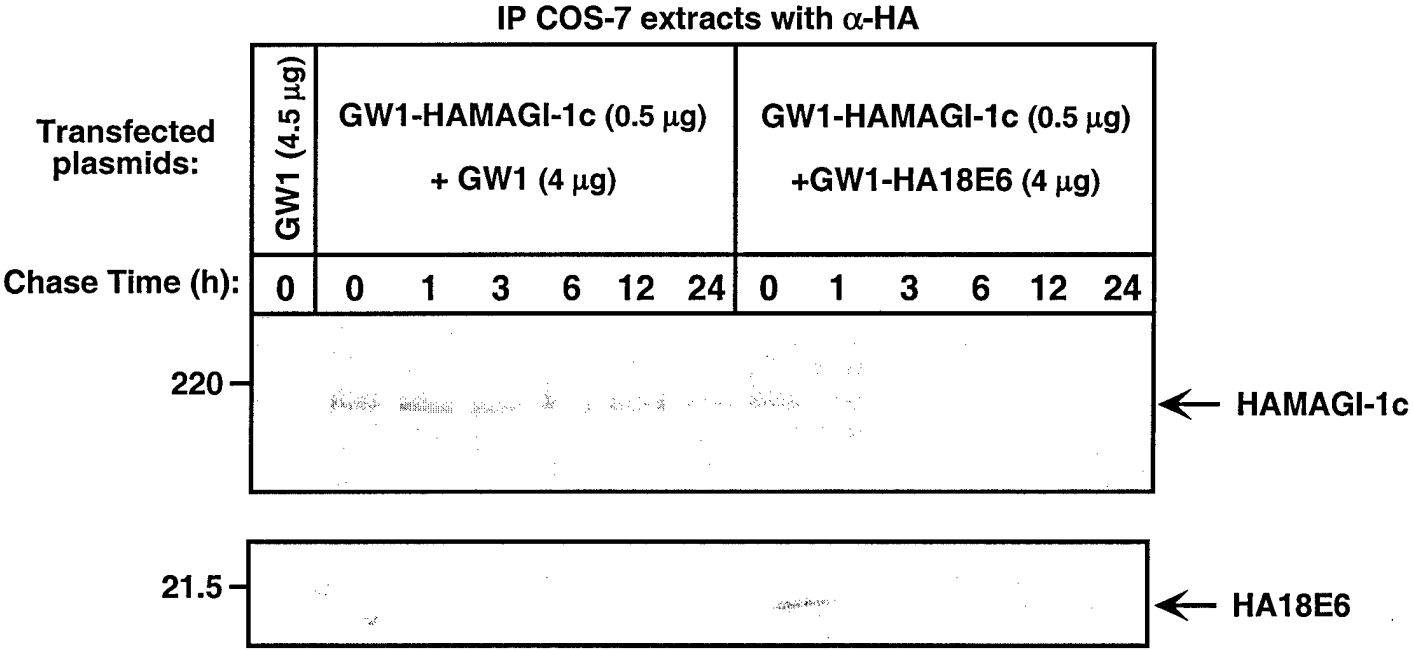 IP COS-7 extracts with α-HA
Transfected
plasmids:
GW1 (4.5 μg)
GW1-HAMAGI-1c (0.5 μg)
+ GW1 (4 μg)
GW1-HAMAGI-1c (0.5 μg)
+GW1-HA18E6 (4 μg)
Chase Time (h): 0 0 1 3 6 12 24 0 1 3 6 12 24
220
HAMAGI-1c
21.5
HA18E6